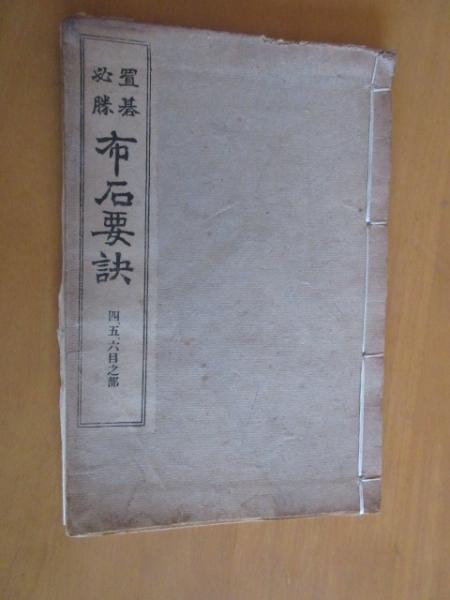 置碁
必勝
布石要訣
四、五、六目之部